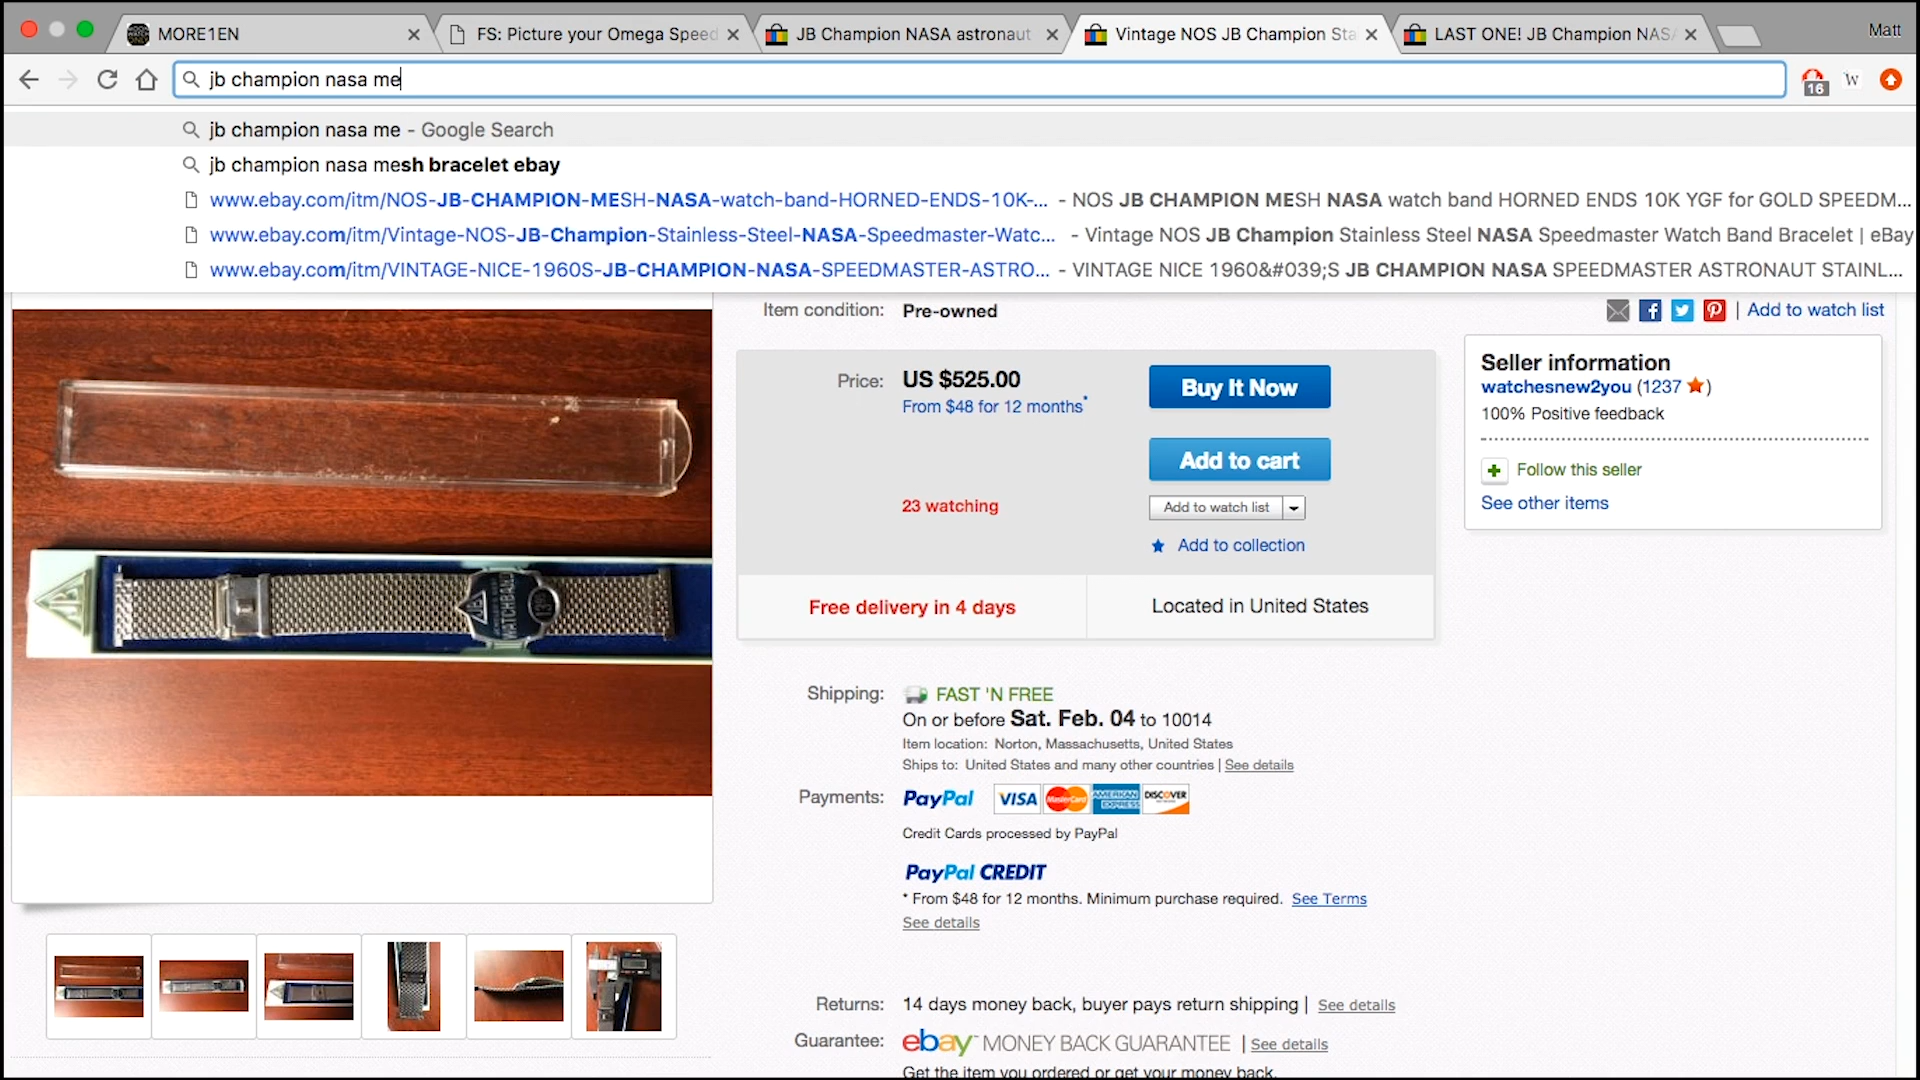 MORE1EN
FS: Picture your Omega Speed
JB Champion NASA astronaut
Vintage NOS JB Champion Sta
LAST ONE! JB Champion NASA
Matt
jb champion nasa me
16
W
jb champion nasa me - Google Search
jb champion nasa mesh bracelet ebay
www.ebay.com/itm/NOS-JB-CHAMPION-MESH-NASA-watch-band-HORNED-ENDS-10K-... - NOS JB CHAMPION MESH NASA watch band HORNED ENDS 10K YGF for GOLD SPEEDM...
www.ebay.com/itm/Vintage-NOS-JB-Champion-Stainless-Steel-NASA-Speedmaster-Watc... - Vintage NOS JB Champion Stainless Steel NASA Speedmaster Watch Band Bracelet | eBay
www.ebay.com/itm/VINTAGE-NICE-1960S-JB-CHAMPION-NASA-SPEEDMASTER-ASTRO... - VINTAGE NICE 1960&#039;S JB CHAMPION NASA SPEEDMASTER ASTRONAUT STAINL...
Item condition: Pre-owned
| Add to watch list
Price: US $525.00
From $48 for 12 months*
Buy It Now
Add to cart
23 watching
Add to watch list
Add to collection
Free delivery in 4 days
Located in United States
Seller information
watchesnew2you (1237 ★)
100% Positive feedback
Follow this seller
See other items
JB
WATCHBAND
Shipping: FAST 'N FREE
On or before Sat. Feb. 04 to 10014
Item location: Norton, Massachusetts, United States
Ships to: United States and many other countries | See details
Payments: PayPal VISA MasterCard AMERICAN EXPRESS DISCOVER
Credit Cards processed by PayPal
PayPal CREDIT
* From $48 for 12 months. Minimum purchase required. See Terms
See details
Returns: 14 days money back, buyer pays return shipping | See details
Guarantee: ebay MONEY BACK GUARANTEE | See details
Get the item you ordered or get your money back.